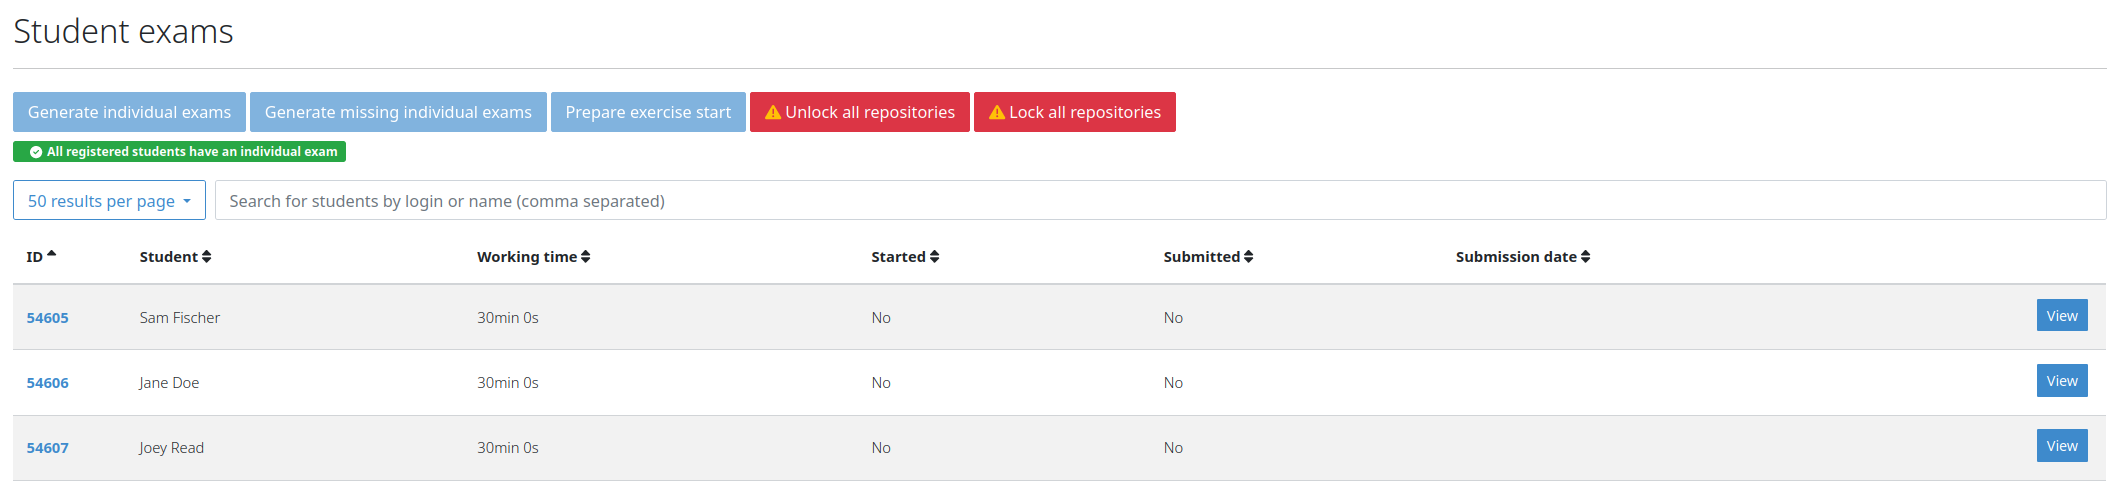 Student exams
Generate individual exams Generate missing individual exams Prepare exercise start Unlock all repositories Lock all repositories
All registered students have an individual exam
50 results per page Search for students by login or name (comma separated)
ID Student Working time Started Submitted Submission date
54605 Sam Fischer 30min 0s No No View
54606 Jane Doe 30min 0s No No View
54607 Joey Read 30min 0s No No View